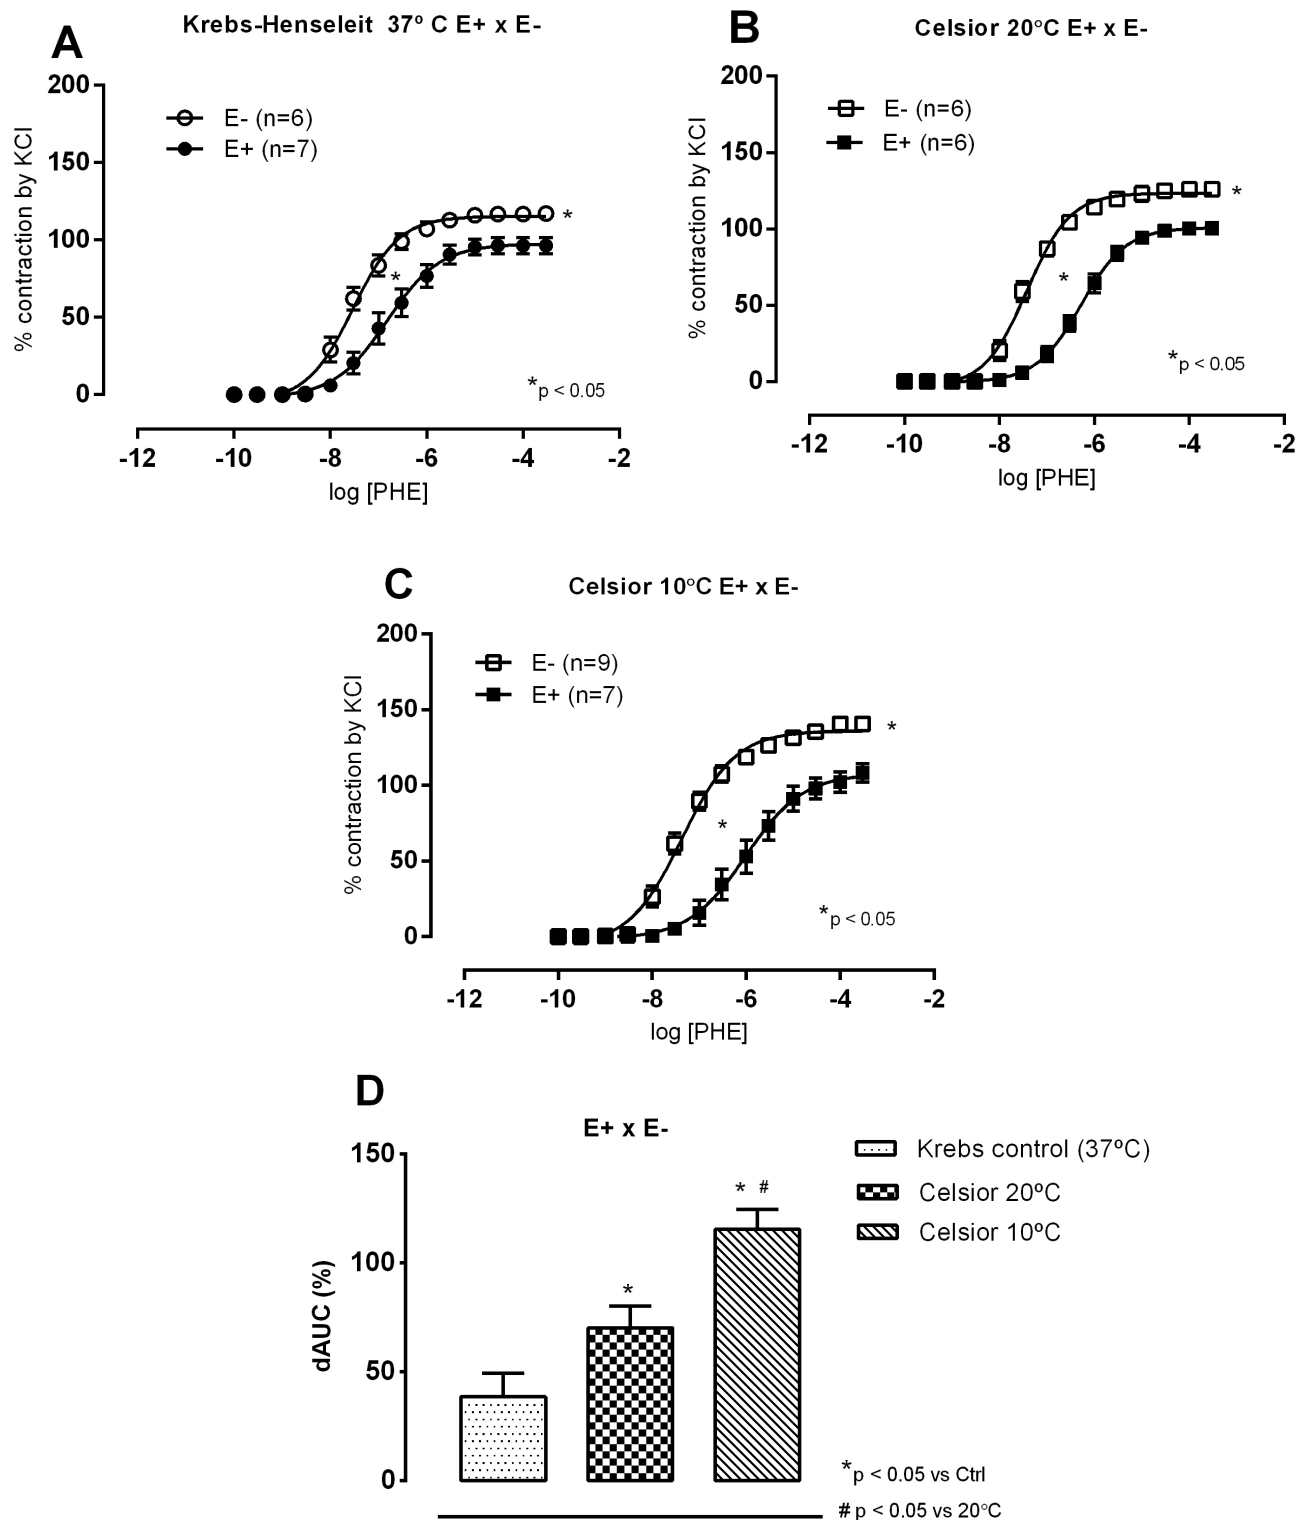 A
Krebs-Henseleit 37º C E+ x E-
200
150
100
50
0
% contraction by KCl
E- (n=6)
E+ (n=7)
*
*
*p < 0.05
-12 -10 -8 -6 -4 -2
log [PHE]
B
Celsior 20°C E+ x E-
200
150
100
50
0
% contraction by KCl
E- (n=6)
E+ (n=6)
*
*
*p < 0.05
-12 -10 -8 -6 -4 -2
log [PHE]
C
Celsior 10°C E+ x E-
200
150
100
50
0
% contraction by KCl
E- (n=9)
E+ (n=7)
*
*
*p < 0.05
-12 -10 -8 -6 -4 -2
log [PHE]
D
E+ x E-
150
100
50
0
dAUC (%)
*
* #
Krebs control (37ºC)
Celsior 20ºC
Celsior 10ºC
*p < 0.05 vs Ctrl
# p < 0.05 vs 20°C